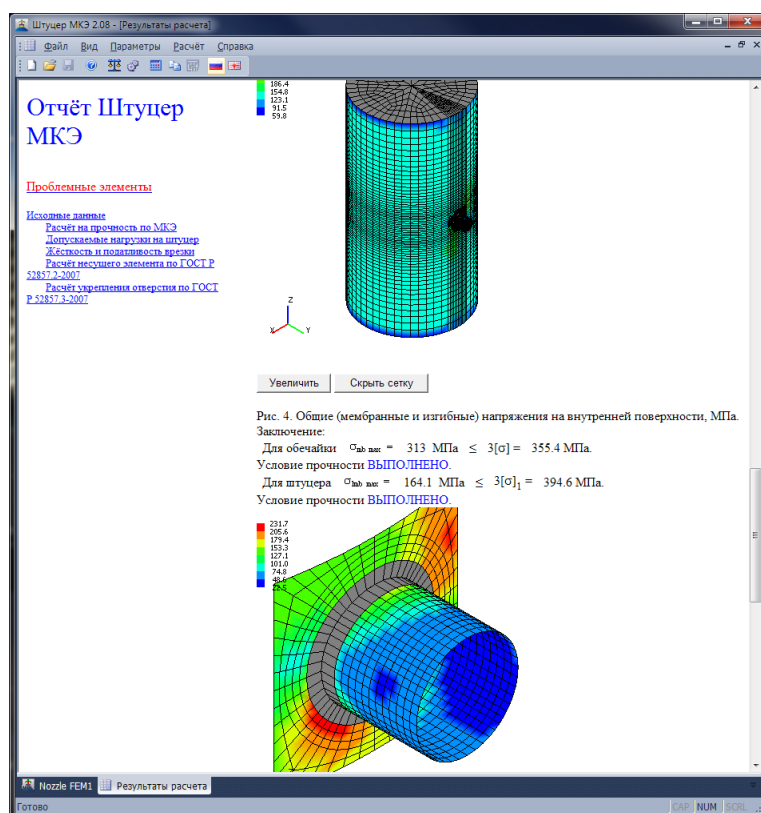 Штуцер МКЭ 2.08 - [Результаты расчета]
Файл Вид Параметры Расчёт Справка
Отчёт Штуцер
МКЭ
Проблемные элементы
Исходные данные
Расчёт на прочность по МКЭ
Допускаемые нагрузки на штуцер
Жёсткость и податливость врезки
Расчёт несущего элемента по ГОСТ Р
52857.2-2007
Расчёт укрепления отверстия по ГОСТ
Р 52857.3-2007
186.4
154.8
123.1
91.5
59.8
Z
X Y
Увеличить Скрыть сетку
Рис. 4. Общие (мембранные и изгибные) напряжения на внутренней поверхности, МПа.
Заключение:
Для обечайки σmb max = 313 МПа ≤ 3[σ] = 355.4 МПа.
Условие прочности ВЫПОЛНЕНО.
Для штуцера σmb max = 164.1 МПа ≤ 3[σ]1 = 394.6 МПа.
Условие прочности ВЫПОЛНЕНО.
231.7
205.6
179.4
153.3
127.1
101.0
74.8
48.6
22.5
Nozzle FEM1 Результаты расчета
Готово CAP NUM SCRL